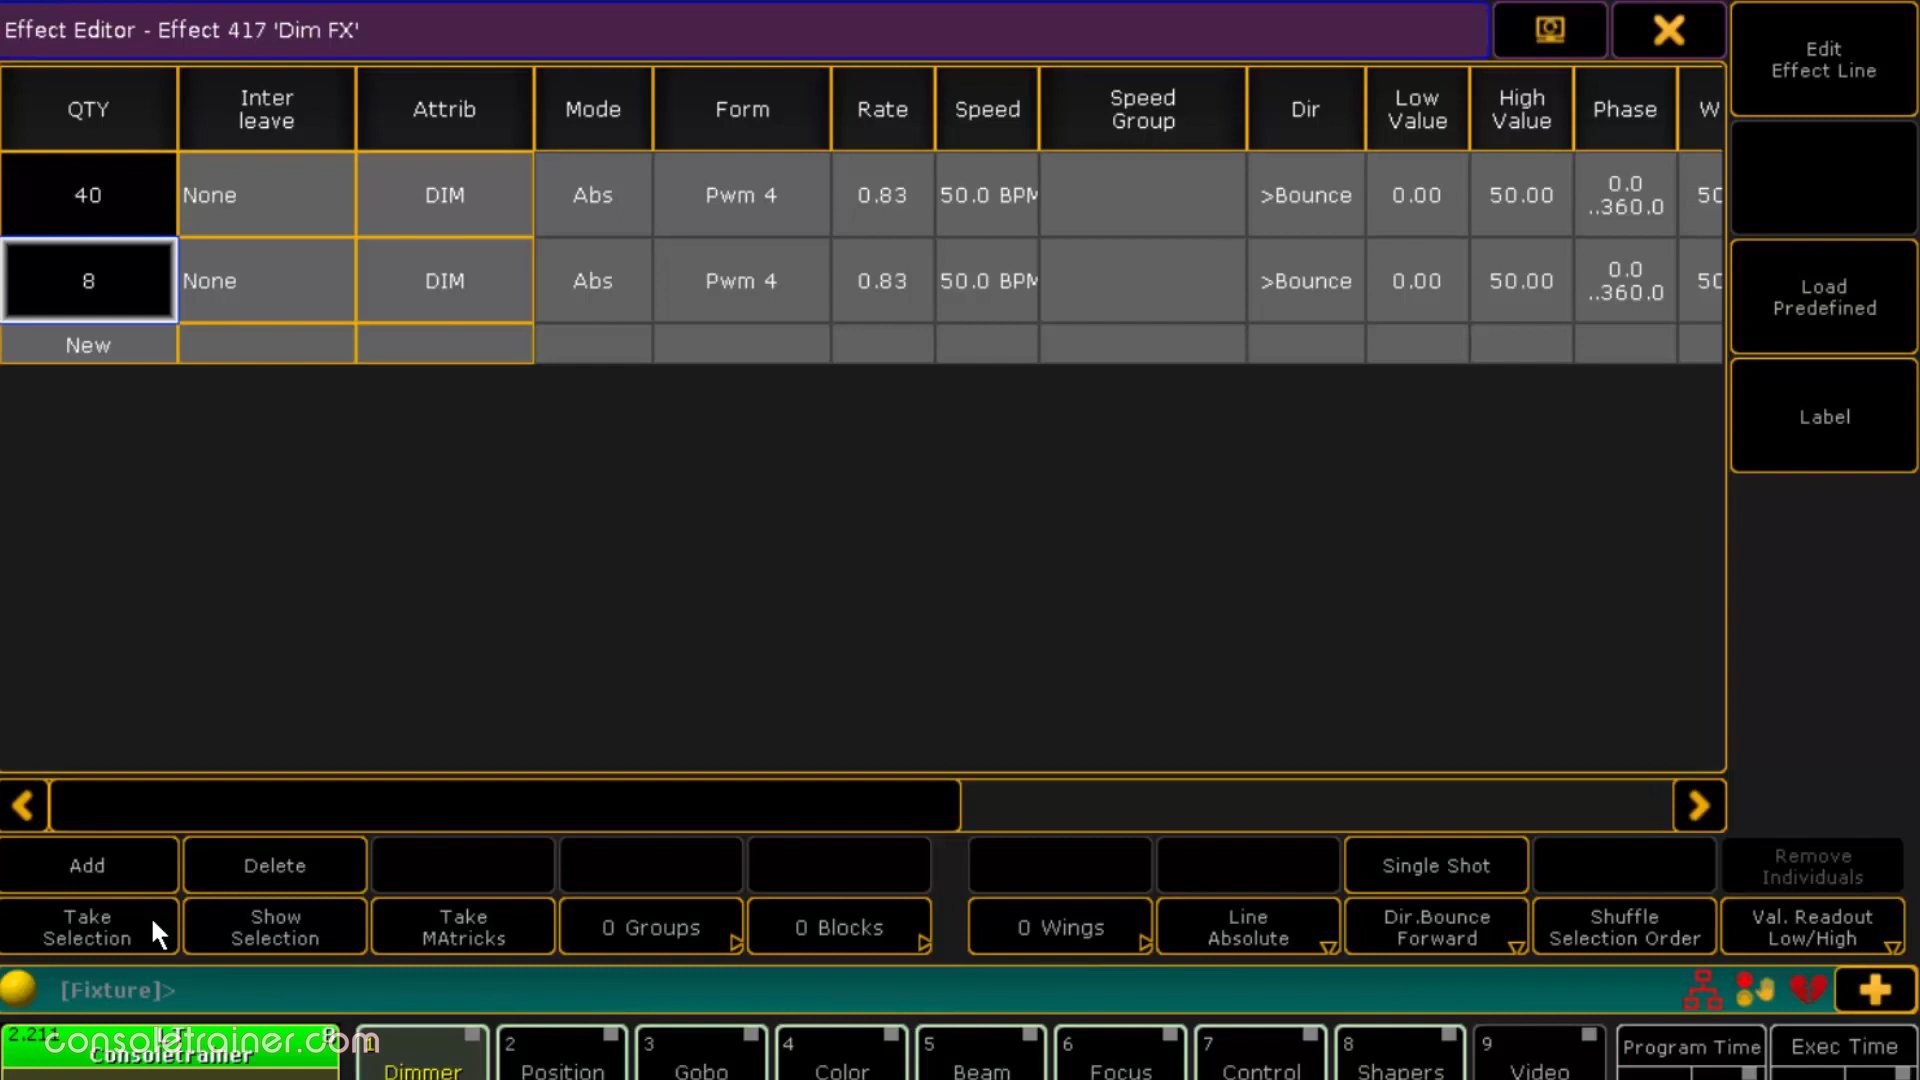 Effect Editor - Effect 417 'Dim FX'
Edit
Effect Line
QTY
Inter
leave
Attrib
Mode
Form
Rate
Speed
Speed
Group
Dir
Low
Value
High
Value
Phase
W
40
None
DIM
Abs
Pwm 4
0.83
50.0 BPM
>Bounce
0.00
50.00
0.0
..360.0
50
8
None
DIM
Abs
Pwm 4
0.83
50.0 BPM
>Bounce
0.00
50.00
0.0
..360.0
50
New
Load
Predefined
Label
Add
Delete
Single Shot
Remove
Individuals
Take
Selection
Show
Selection
Take
MAtricks
0 Groups
0 Blocks
0 Wings
Line
Absolute
Dir.Bounce
Forward
Shuffle
Selection Order
Val. Readout
Low/High
[Fixture]>
consoletrainer.com
Consoletrainer
1
Dimmer
2
Position
3
Gobo
4
Color
5
Beam
6
Focus
7
Control
8
Shapers
9
Video
Program Time
Exec Time